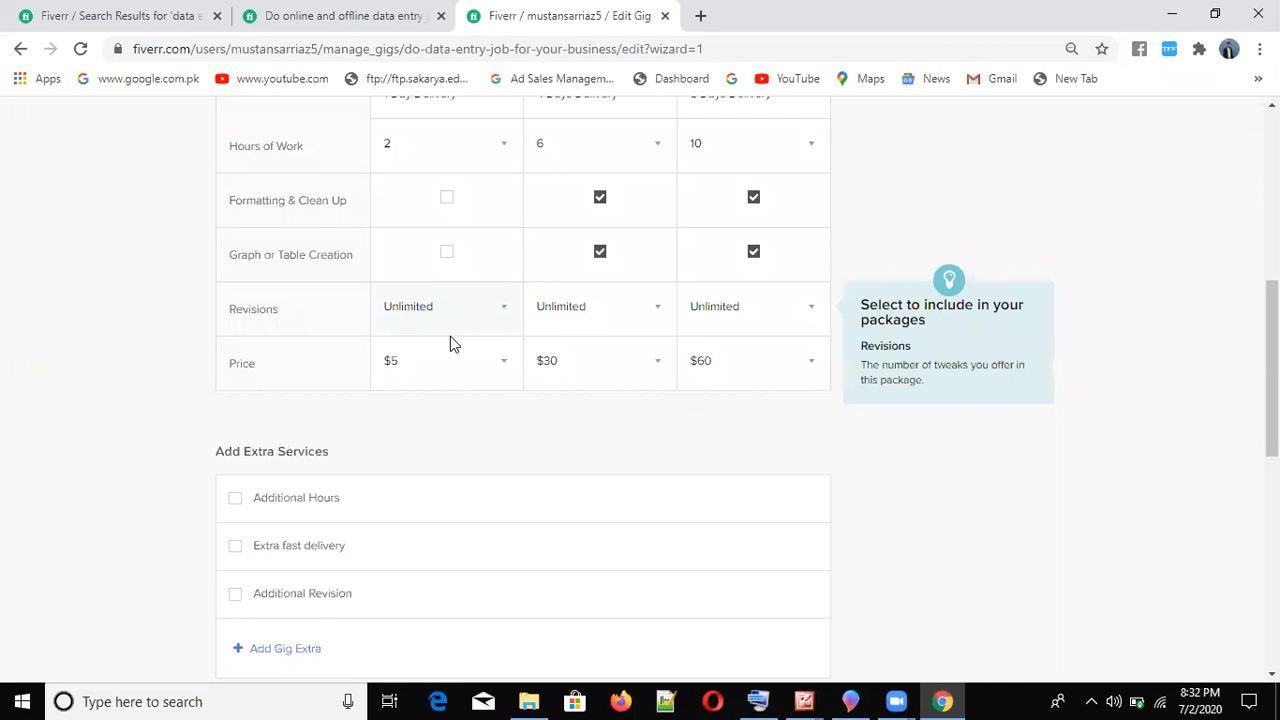 Fiverr / Search Results for 'data e
Do online and offline data entry
Fiverr / mustansarriaz5 / Edit Gig
fiverr.com/users/mustansarriaz5/manage_gigs/do-data-entry-job-for-your-business/edit?wizard=1
Apps www.google.com.pk www.youtube.com ftp://ftp.sakarya.ed... Ad Sales Managem... Dashboard YouTube Maps News Gmail New Tab »
Hours of Work 2 6 10
Formatting & Clean Up
Graph or Table Creation
Revisions Unlimited Unlimited Unlimited
Price $5 $30 $60
Select to include in your
packages
Revisions
The number of tweaks you offer in
this package.
Add Extra Services
Additional Hours
Extra fast delivery
Additional Revision
+ Add Gig Extra
Type here to search
8:32 PM
7/2/2020